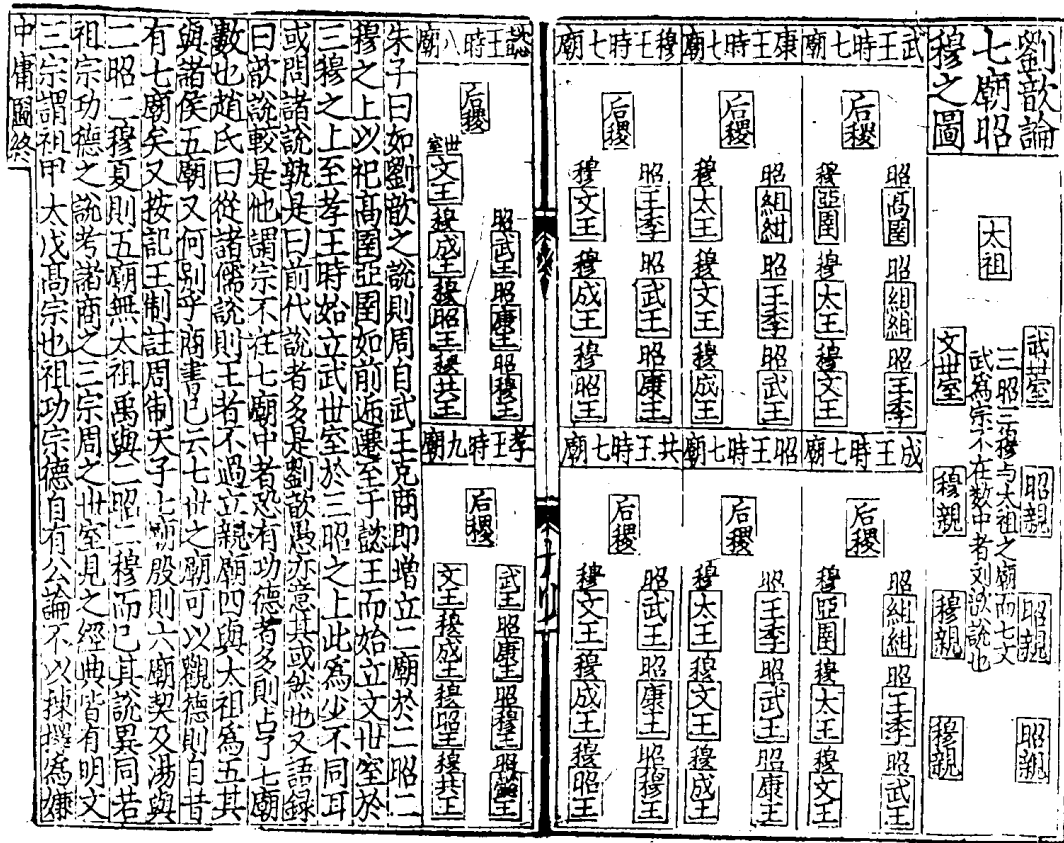 劉歆論
七廟昭
穆之圖
太祖
武世室
昭親
昭親
昭親
文世室
穆親
穆親
穆親
三昭三穆与太祖之廟而七文
武為宗不在数中者刘歆說也
武王時七廟
后稷
昭高圉
昭組紺
昭王季
穆亞圉
穆太王
穆文王
康王時七廟
后稷
昭組紺
昭王季
昭武王
穆太王
穆文王
穆成王
穆王時七廟
后稷
昭王季
昭武王
昭康王
穆文王
穆成王
穆昭王
成王時七廟
后稷
昭組紺
昭王季
昭武王
穆亞圉
穆太王
穆文王
昭王時七廟
后稷
昭王季
昭武王
昭康王
穆太王
穆文王
穆成王
共王時七廟
后稷
昭武王
昭康王
昭穆王
穆文王
穆成王
穆昭王
懿王時八廟
后稷
昭武王
昭康王
昭穆王
世室
文王
穆成王
穆昭王
穆共王
孝王時九廟
后稷
武王
昭康王
昭穆王
昭懿王
文王
穆成王
穆昭王
穆共王
朱子曰如劉歆之說則周自武王克商即增立二廟於二昭二
穆之上以祀高圉亞圉如前逓遷至于懿王而始立文世室於
三穆之上至孝王時始立武世室於三昭之上此為少不同耳
或問諸說孰是曰前代說者多是劉歆愚亦意其或然也又語録
曰歆說較是他謂宗不在七廟中者恐有功德者多則占了七廟
數也趙氏曰從諸儒說則王者不過立親廟四與太祖為五其
與諸侯五廟又何別乎商書已云七世之廟可以觀德則自昔
有七廟矣又按記王制註周制天子七廟殷則六廟契及湯與
二昭二穆夏則五廟無太祖禹與二昭二穆而已其說異同若
祖宗功德之說考諸商之三宗周之世室見之經典皆有明文
三宗謂祖甲太戊高宗也祖功宗德自有公論不以揀擇為嫌
中庸圖終